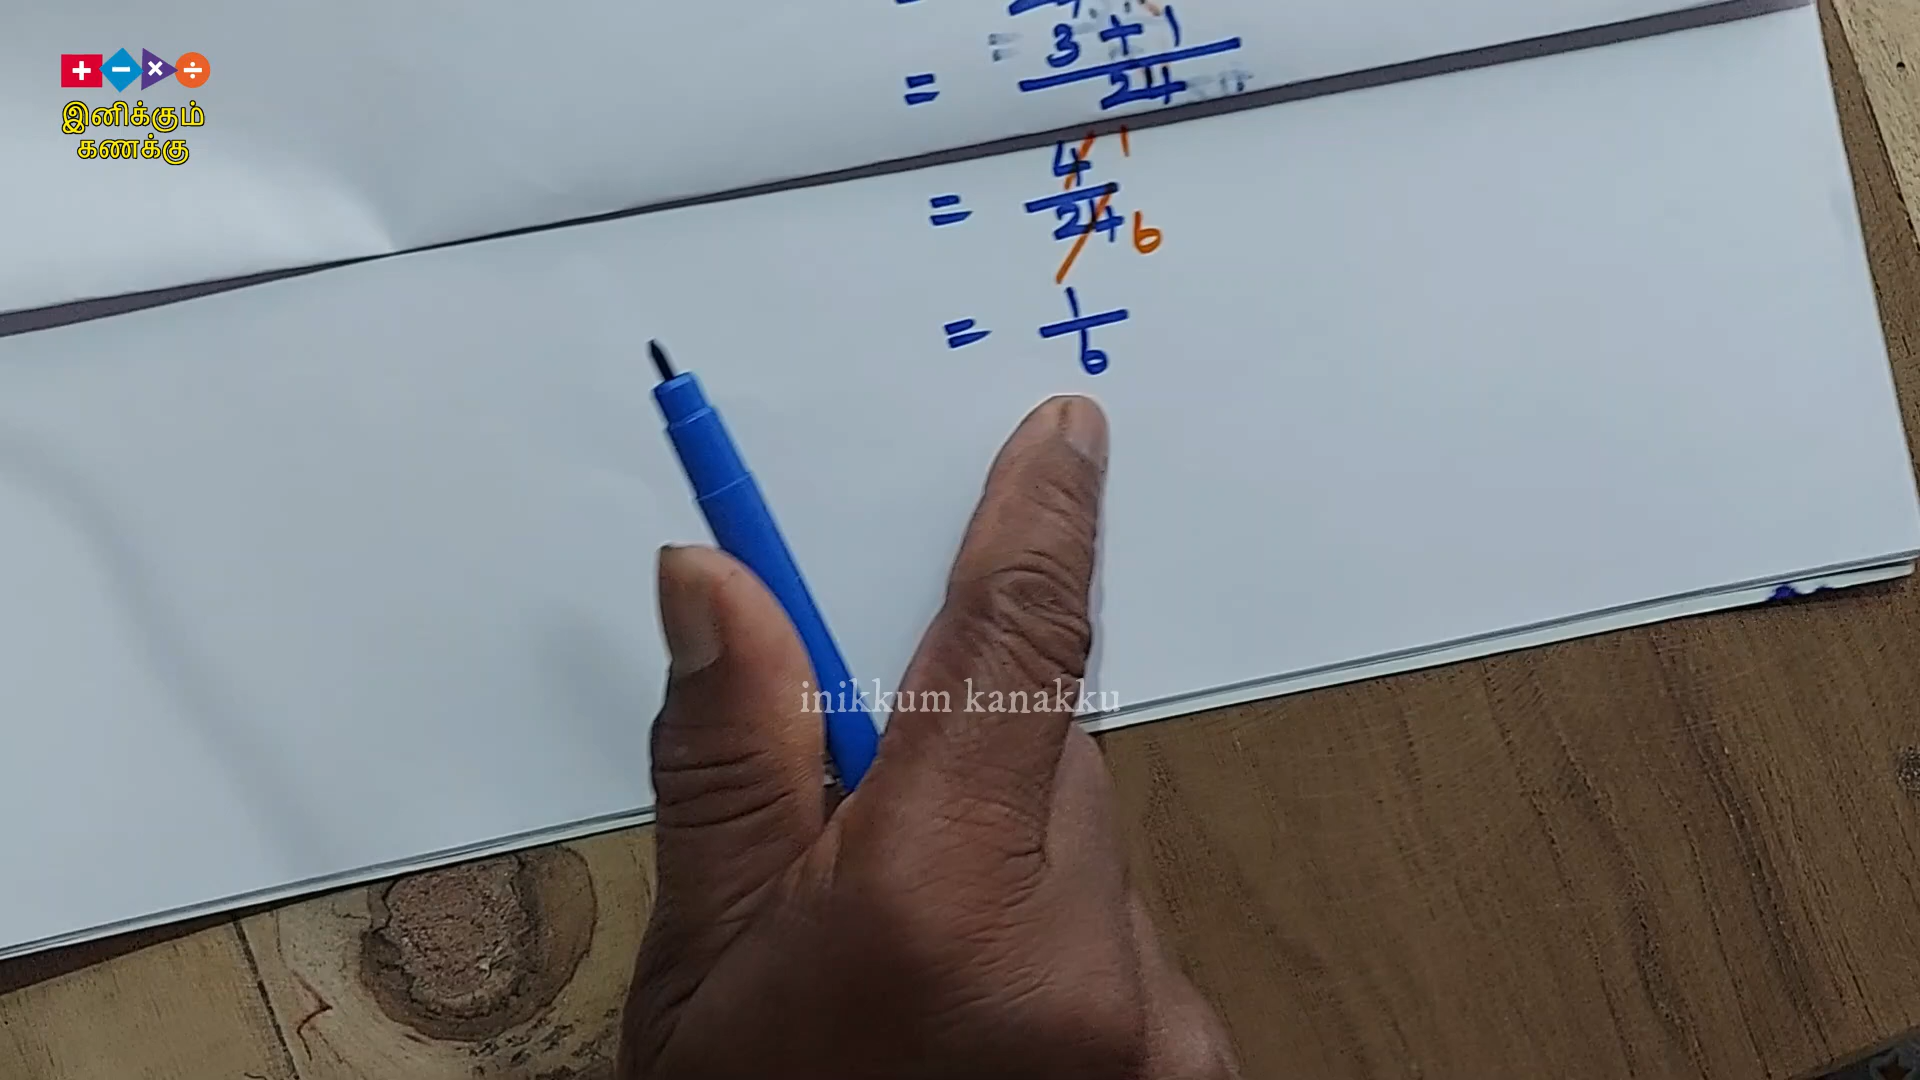 + − × ÷
இனிக்கும்
கணக்கு
= 3 + 1 / 24
= 4 / 24 1 6
= 1 / 6
inikkum kanakku